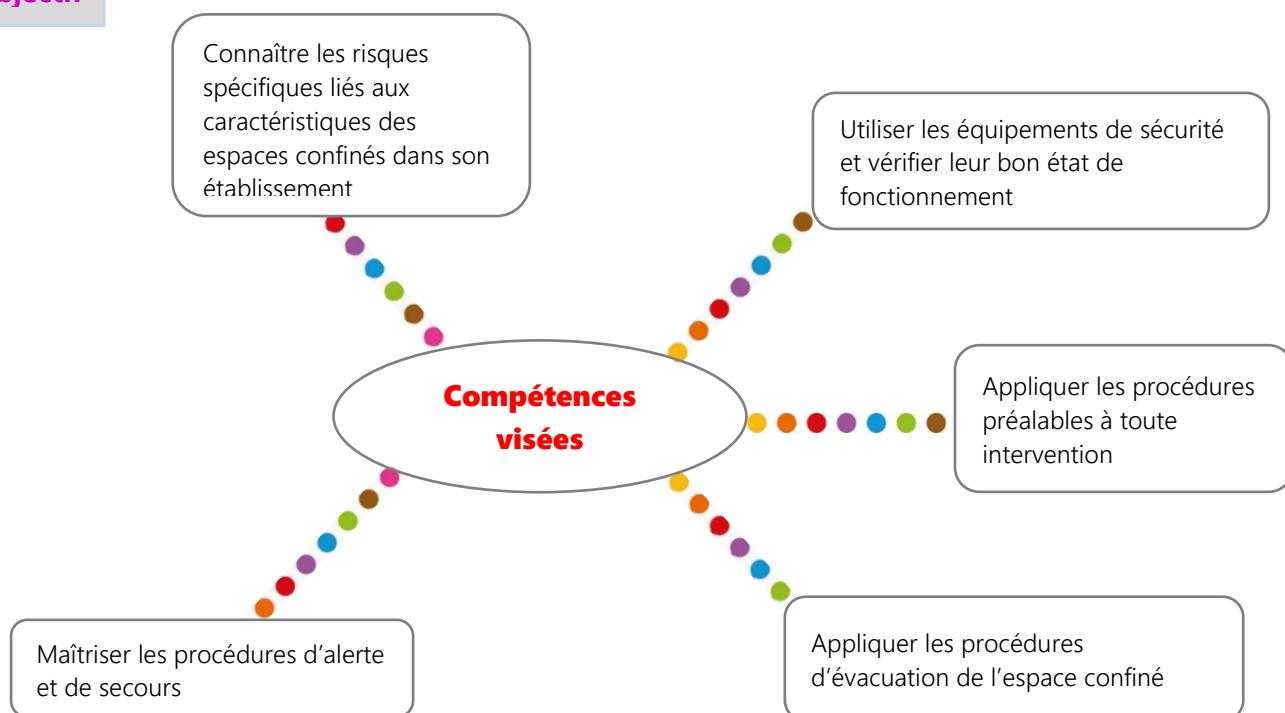 Connaître les risques
spécifiques liés aux
caractéristiques des
espaces confinés dans son
établissement
Utiliser les équipements de sécurité
et vérifier leur bon état de
fonctionnement
Compétences
visées
Appliquer les procédures
préalables à toute
intervention
Maîtriser les procédures d’alerte
et de secours
Appliquer les procédures
d’évacuation de l’espace confiné